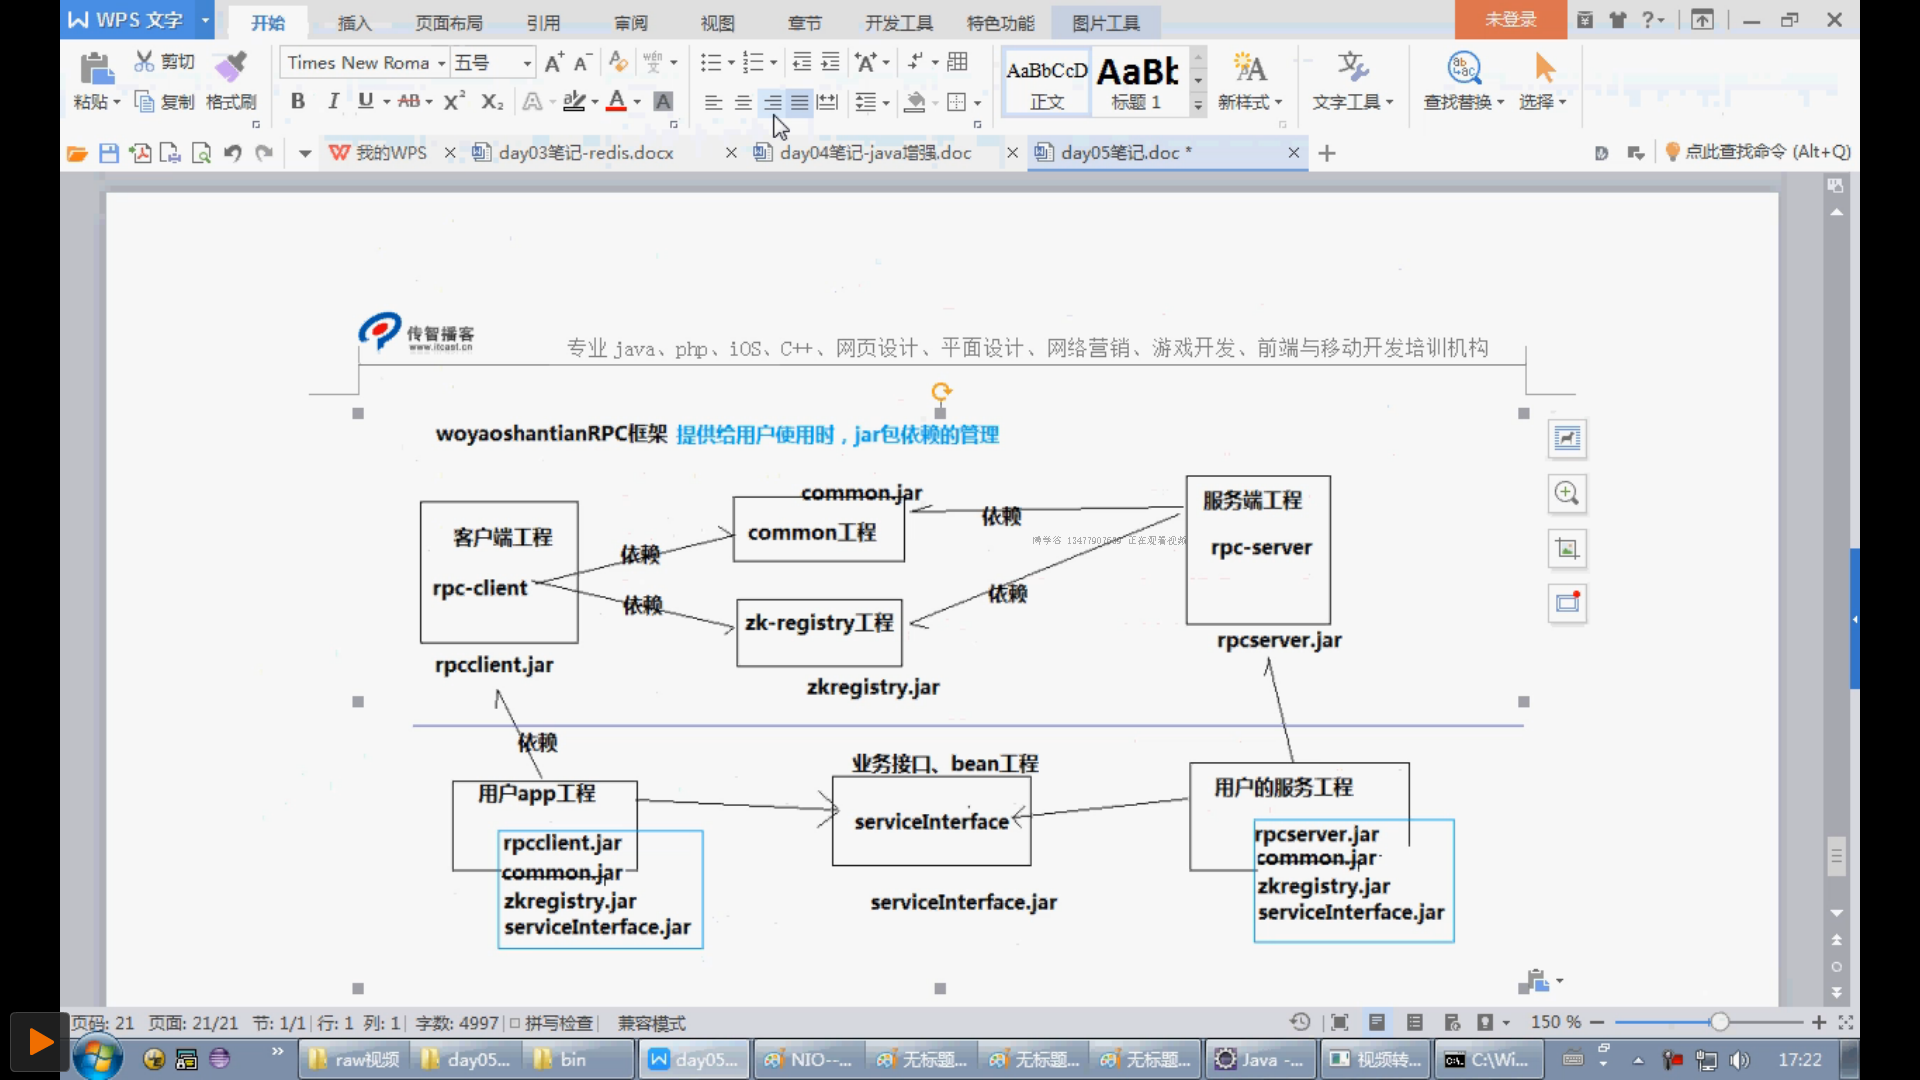 WPS 文字
开始 插入 页面布局 引用 审阅 视图 章节 开发工具 特色功能 图片工具
未登录
粘贴 剪切 复制 格式刷
Times New Roma 五号
AaBbCcD 正文
AaBb 标题 1
新样式 文字工具 查找替换 选择
我的WPS day03笔记-redis.docx day04笔记-java增强.doc day05笔记.doc *
点此查找命令 (Alt+Q)
传智播客
www.itcast.cn
专业 java、php、iOS、C++、网页设计、平面设计、网络营销、游戏开发、前端与移动开发培训机构
woyaoshantianRPC框架 提供给用户使用时，jar包依赖的管理
客户端工程
rpc-client
rpcclient.jar
依赖
依赖
common.jar
common工程
zk-registry工程
zkregistry.jar
依赖
依赖
服务端工程
rpc-server
rpcserver.jar
博学谷 13477907689 正在观看视频
依赖
用户app工程
rpcclient.jar
common.jar
zkregistry.jar
serviceInterface.jar
业务接口、bean工程
serviceInterface
serviceInterface.jar
用户的服务工程
rpcserver.jar
common.jar
zkregistry.jar
serviceInterface.jar
页码: 21 页面: 21/21 节: 1/1 行: 1 列: 1 字数: 4997 拼写检查 兼容模式
150 %
raw视频 day05... bin day05... NIO--... 无标题... 无标题... 无标题... Java -... 视频转... C:\Wi...
17:22